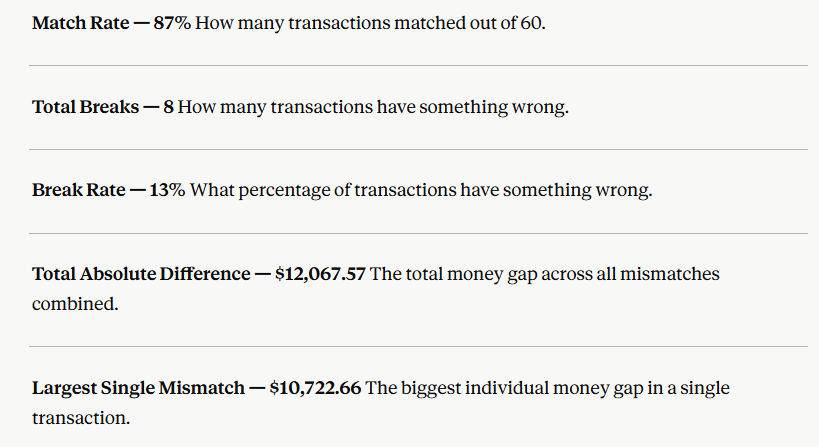 Match Rate — 87% How many transactions matched out of 60.
Total Breaks — 8 How many transactions have something wrong.
Break Rate — 13% What percentage of transactions have something wrong.
Total Absolute Difference — $12,067.57 The total money gap across all mismatches
combined.
Largest Single Mismatch — $10,722.66 The biggest individual money gap in a single
transaction.